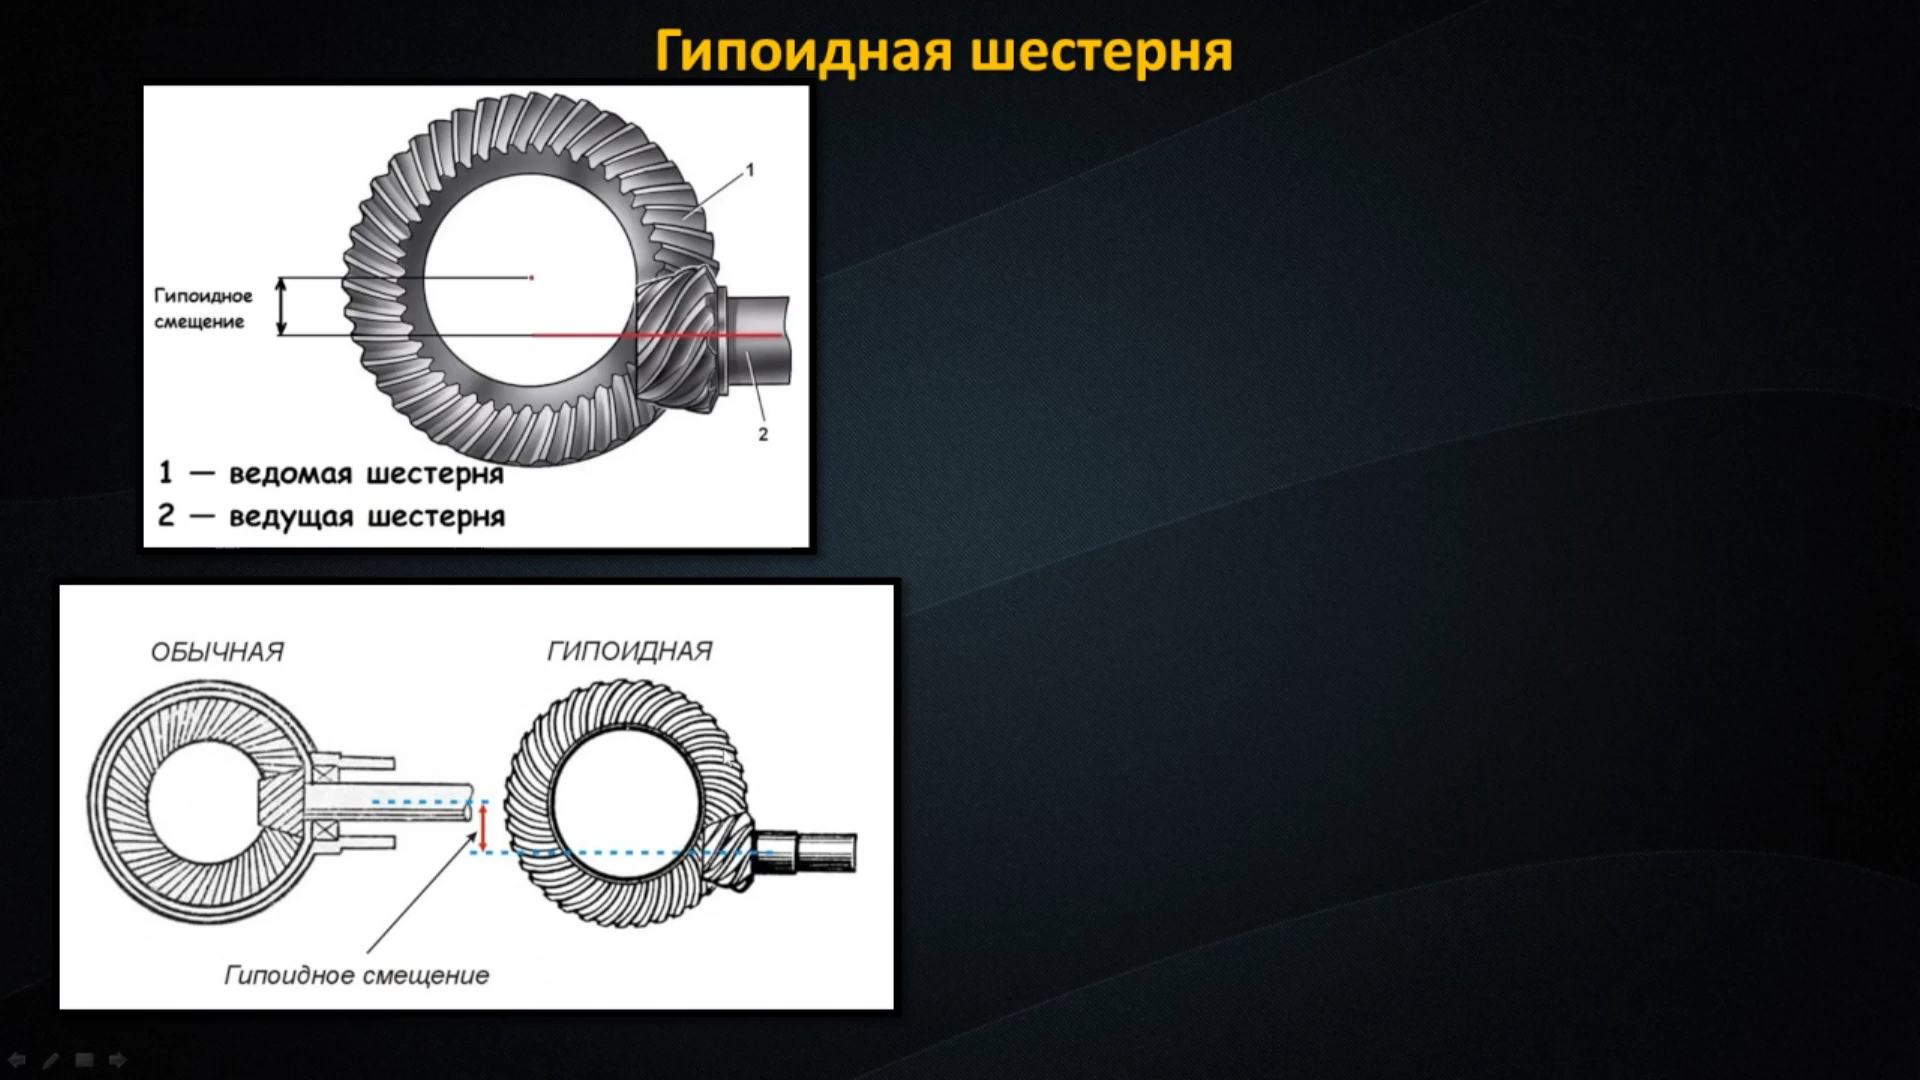 Гипоидная шестерня
1
Гипоидное
смещение
2
1 — ведомая шестерня
2 — ведущая шестерня
ОБЫЧНАЯ
ГИПОИДНАЯ
Гипоидное смещение